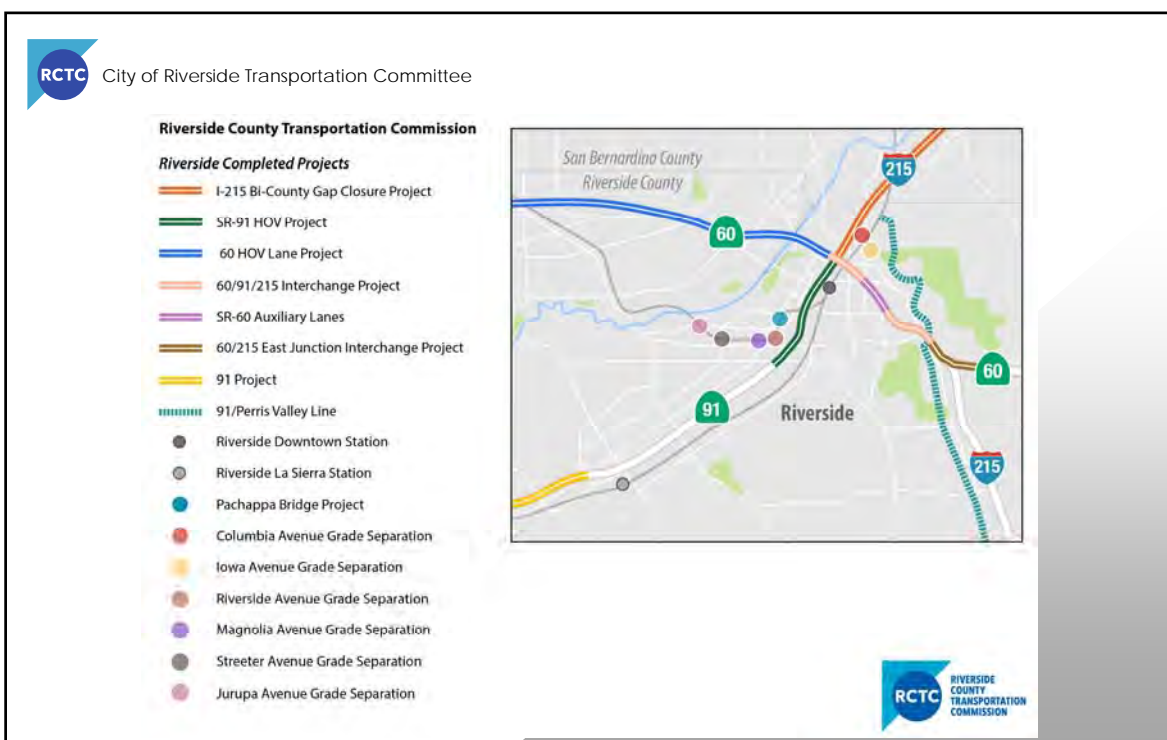 RCTC
City of Riverside Transportation Committee
Riverside County Transportation Commission
Riverside Completed Projects
I-215 Bi-County Gap Closure Project
SR-91 HOV Project
60 HOV Lane Project
60/91/215 Interchange Project
SR-60 Auxiliary Lanes
60/215 East Junction Interchange Project
91 Project
91/Perris Valley Line
Riverside Downtown Station
Riverside La Sierra Station
Pachappa Bridge Project
Columbia Avenue Grade Separation
Iowa Avenue Grade Separation
Riverside Avenue Grade Separation
Magnolia Avenue Grade Separation
Streeter Avenue Grade Separation
Jurupa Avenue Grade Separation
San Bernardino County
Riverside County
215
60
60
91
Riverside
215
RCTC
RIVERSIDE
COUNTY
TRANSPORTATION
COMMISSION